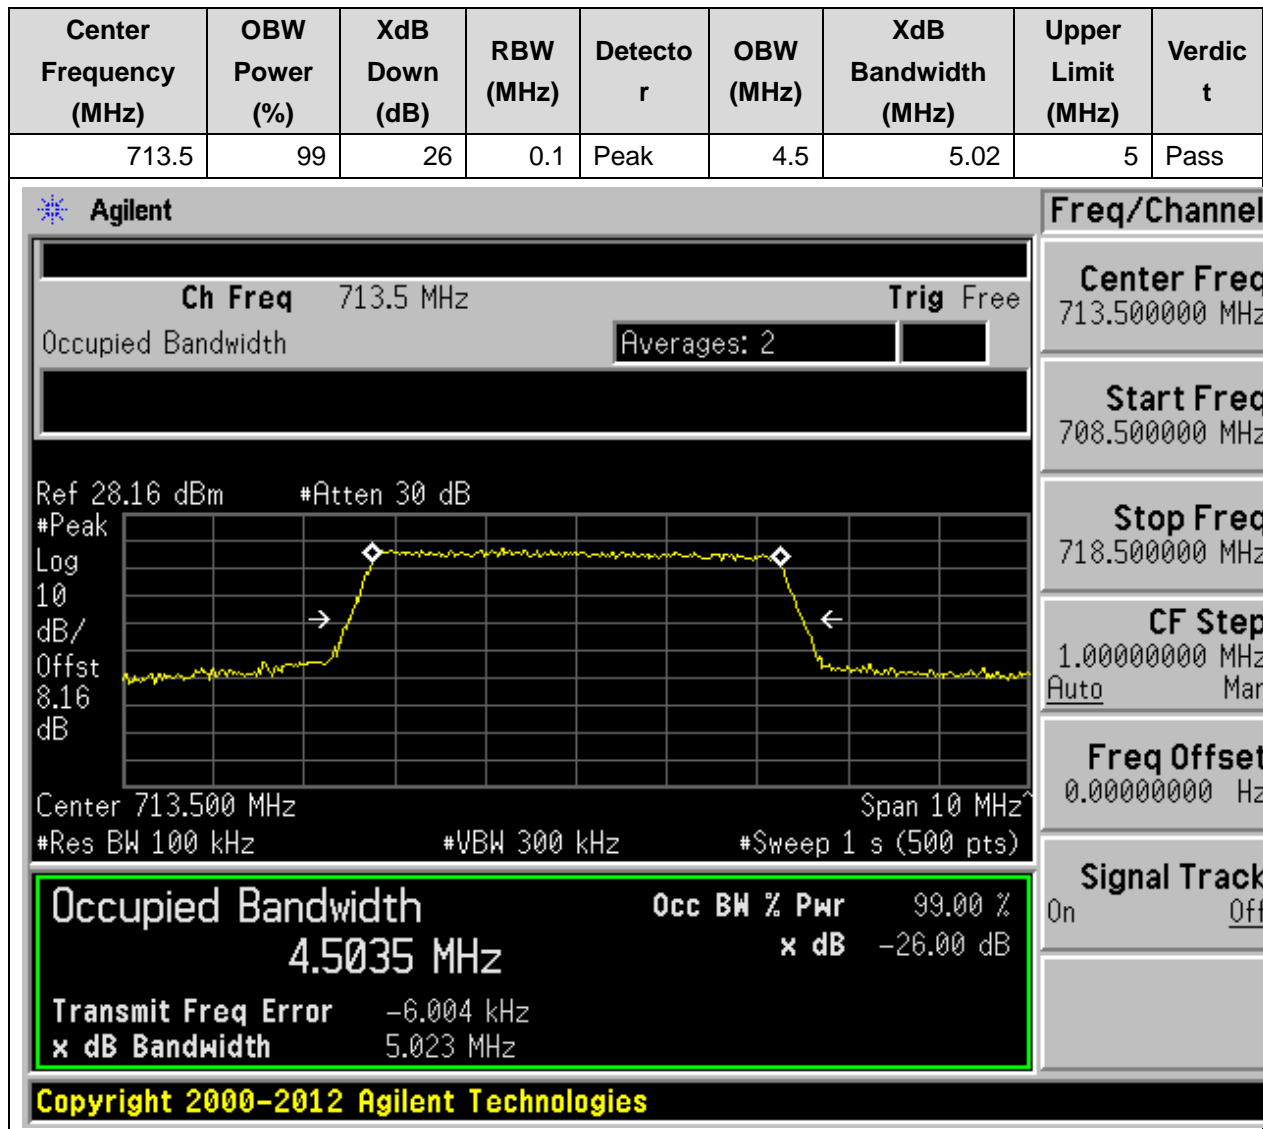 Center Frequency (MHz) OBW Power (%) XdB Down (dB) RBW (MHz) Detector OBW (MHz) XdB Bandwidth (MHz) Upper Limit (MHz) Verdict
713.5 99 26 0.1 Peak 4.5 5.02 5 Pass
Agilent
Freq/Channel
Ch Freq 713.5 MHz Trig Free
Occupied Bandwidth Averages: 2
Ref 28.16 dBm #Atten 30 dB
#Peak
Log
10
dB/
Offst
8.16
dB
Center 713.500 MHz Span 10 MHz^
#Res BW 100 kHz #VBW 300 kHz #Sweep 1 s (500 pts)
Occupied Bandwidth
4.5035 MHz
Occ BW % Pwr 99.00 %
x dB -26.00 dB
Transmit Freq Error -6.004 kHz
x dB Bandwidth 5.023 MHz
Center Freq
713.500000 MHz
Start Freq
708.500000 MHz
Stop Freq
718.500000 MHz
CF Step
1.00000000 MHz
Auto Man
Freq Offset
0.00000000 Hz
Signal Track
On Off
Copyright 2000-2012 Agilent Technologies